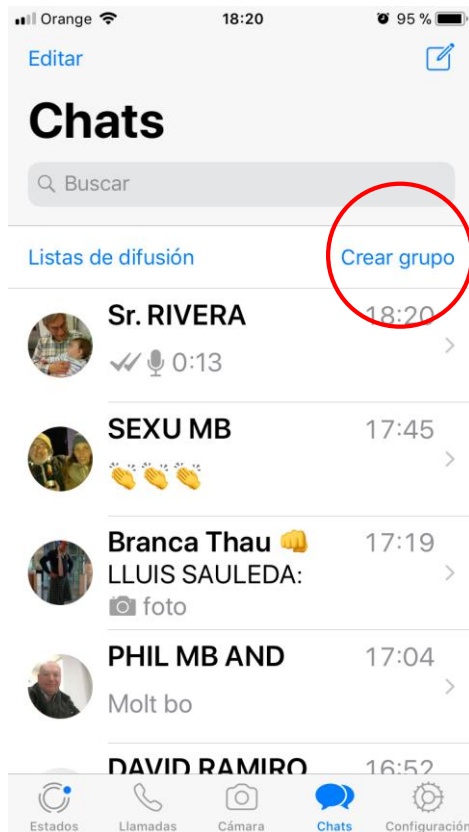 Orange 18:20 95 %
Editar
Chats
Buscar
Listas de difusión Crear grupo
Sr. RIVERA 18:20
0:13
SEXU MB 17:45
👏👏👏
Branca Thau 👊 17:19
LLUIS SAULEDA:
foto
PHIL MB AND 17:04
Molt bo
DAVID RAMIRO 16:52
Estados Llamadas Cámara Chats Configuración